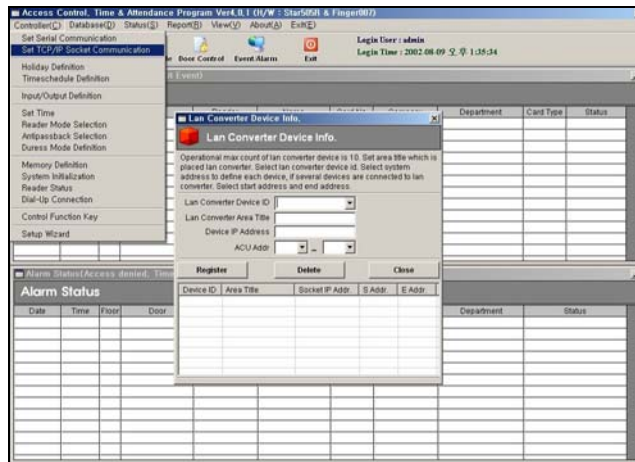 Access Control, Time & Attendance Program Ver4.0.1 (H/W : Star505R & Finger007)
Controller(C) Database(D) Status(S) Report(R) View(V) About(A) Exit(E)
Set Serial Communication
Set TCP/IP Socket Communication
Holiday Definition
Timeschedule Definition
Input/Output Definition
Set Time
Reader Mode Selection
Antipassback Selection
Duress Mode Definition
Memory Definition
System Initialization
Reader Status
Dial-Up Connection
Control Function Key
Setup Wizard
Door Control Event/Alarm Exit
Login User : admin
Login Time : 2002-08-09 오후 1:35:34
Event)
Department Card Type Status
Lan Converter Device Info.
Lan Converter Device Info.
Operational max count of lan converter device is 10. Set area title which is
placed lan converter. Select lan converter device id. Select system
address to define each device, if several devices are connected to lan
converter. Select start address and end address.
Lan Converter Device ID
Lan Converter Area Title
Device IP Address
ACU Addr ~
Register Delete Close
Device ID Area Title Socket IP Addr. S Addr. E Addr.
Alarm Status(Access denied, Time
Alarm Status
Date Time Floor Door Department Status